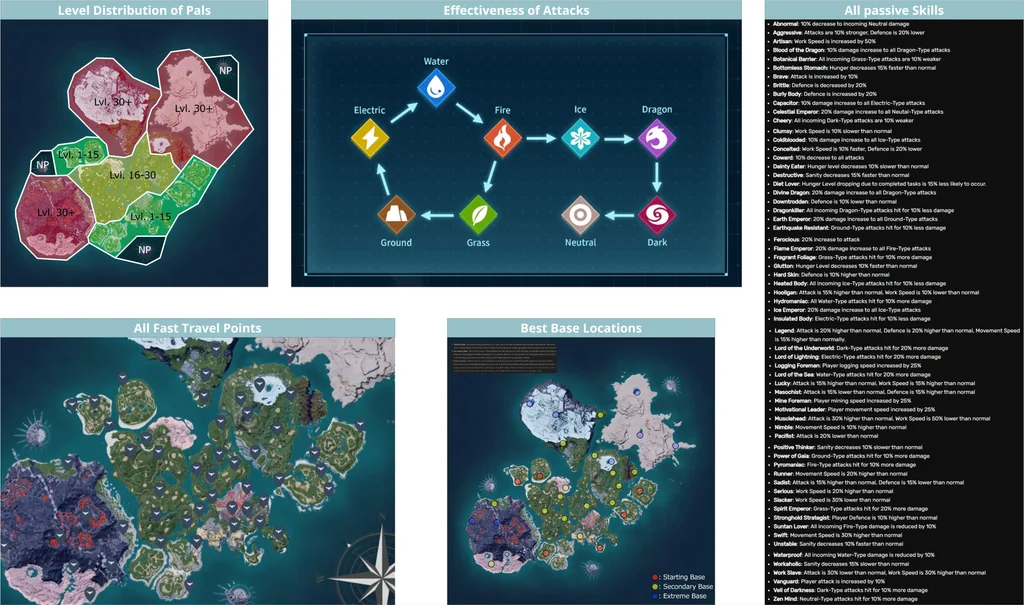 Level Distribution of Pals
NP
Lvl. 30+
Lvl. 30+
Lvl. 1-15
NP
Lvl. 16-30
Lvl. 30+
Lvl. 1-15
NP
Effectiveness of Attacks
Water
Electric
Fire
Ice
Dragon
Ground
Grass
Neutral
Dark
All Fast Travel Points
Best Base Locations
: Starting Base
: Secondary Base
: Extreme Base
All passive Skills
Abnormal: 10% decrease to incoming Neutral damage
Aggressive: Attacks are 10% stronger, Defence is 20% lower
Artisan: Work Speed is increased by 50%
Blood of the Dragon: 10% damage increase to all Dragon-Type attacks
Botanical Barrier: All incoming Grass-Type attacks are 10% weaker
Bottomless Stomach: Hunger decreases 15% faster than normal
Brave: Attack is increased by 10%
Brittle: Defence is decreased by 20%
Burly Body: Defence is increased by 20%
Capacitor: 10% damage increase to all Electric-Type attacks
Celestial Emperor: 20% damage increase to all Neutal-Type attacks
Cheery: All incoming Dark-Type attacks are 10% weaker
Clumsy: Work Speed is 10% slower than normal
Coldblooded: 10% damage increase to all Ice-Type attacks
Conceited: Work Speed is 10% faster, Defence is 20% lower
Coward: 10% decrease to all attacks
Dainty Eater: Hunger level decreases 10% slower than normal
Destructive: Sanity decreases 15% faster than normal
Diet Lover: Hunger Level dropping due to completed tasks is 15% less likely to occur.
Divine Dragon: 20% damage increase to all Dragon-Type attacks
Downtrodden: Defence is 10% lower than normal
Dragonkiller: All incoming Dragon-Type attacks hit for 10% less damage
Earth Emperor: 20% damage increase to all Ground-Type attacks
Earthquake Resistant: Ground-Type attacks hit for 10% less damage
Ferocious: 20% increase to attack
Flame Emperor: 20% damage increase to all Fire-Type attacks
Fragrant Foliage: Grass-Type attacks hit for 10% more damage
Glutton: Hunger Level decreases 10% faster than normal
Hard Skin: Defence is 10% higher than normal
Heated Body: All incoming Ice-Type attacks hit for 10% less damage
Hooligan: Attack is 15% higher than normal, Work Speed is 10% lower than normal
Hydromaniac: All Water-Type attacks hit for 10% more damage
Ice Emperor: 20% damage increase to all Ice-Type attacks
Insulated Body: Electric-Type attacks hit for 10% less damage
Legend: Attack is 20% higher than normal, Defence is 20% higher than normal, Movement Speed
is 15% higher than normally.
Lord of the Underworld: Dark-Type attacks hit for 20% more damage
Lord of Lightning: Electric-Type attacks hit for 20% more damage
Logging Foreman: Player logging speed increased by 25%
Lord of the Sea: Water-Type attacks hit for 20% more damage
Lucky: Attack is 15% higher than normal, Work Speed is 15% higher than normal
Masochist: Attack is 15% lower than normal, Defence is 15% higher than normal
Mine Foreman: Player mining speed increased by 25%
Motivational Leader: Player movement speed increased by 25%
Musclehead: Attack is 30% higher than normal, Work Speed is 50% lower than normal
Nimble: Movement Speed is 10% higher than normal
Pacifist: Attack is 20% lower than normal
Positive Thinker: Sanity decreases 10% slower than normal
Power of Gaia: Ground-Type attacks hit for 10% more damage
Pyromaniac: Fire-Type attacks hit for 10% more damage
Runner: Movement Speed is 20% higher than normal
Sadist: Attack is 15% higher than normal, Defence is 15% lower than normal
Serious: Work Speed is 20% higher than normal
Slacker: Work Speed is 30% lower than normal
Spirit Emperor: Grass-Type attacks hit for 20% more damage
Stronghold Strategist: Player Defence is 10% higher than normal
Suntan Lover: All incoming Fire-Type damage is reduced by 10%
Swift: Movement Speed is 30% higher than normal
Unstable: Sanity decreases 10% faster than normal
Waterproof: All incoming Water-Type damage is reduced by 10%
Workaholic: Sanity decreases 15% slower than normal
Work Slave: Attack is 30% lower than normal, Work Speed is 30% higher than normal
Vanguard: Player attack is increased by 10%
Veil of Darkness: Dark-Type attacks hit for 10% more damage
Zen Mind: Neutral-Type attacks hit for 10% more damage